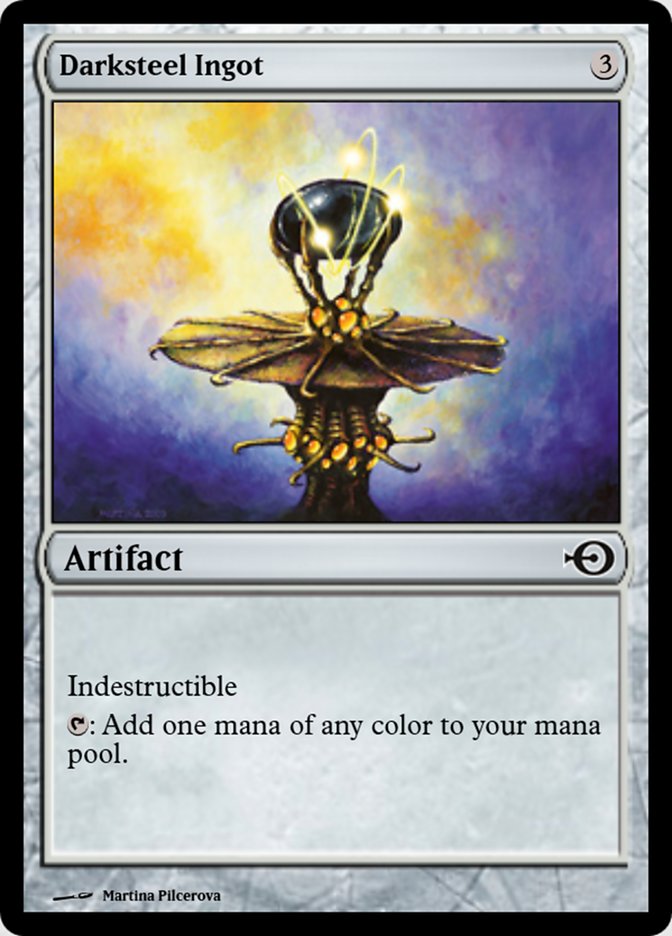 Darksteel Ingot
3
Artifact
Indestructible
: Add one mana of any color to your mana
pool.
Martina Pilcerova